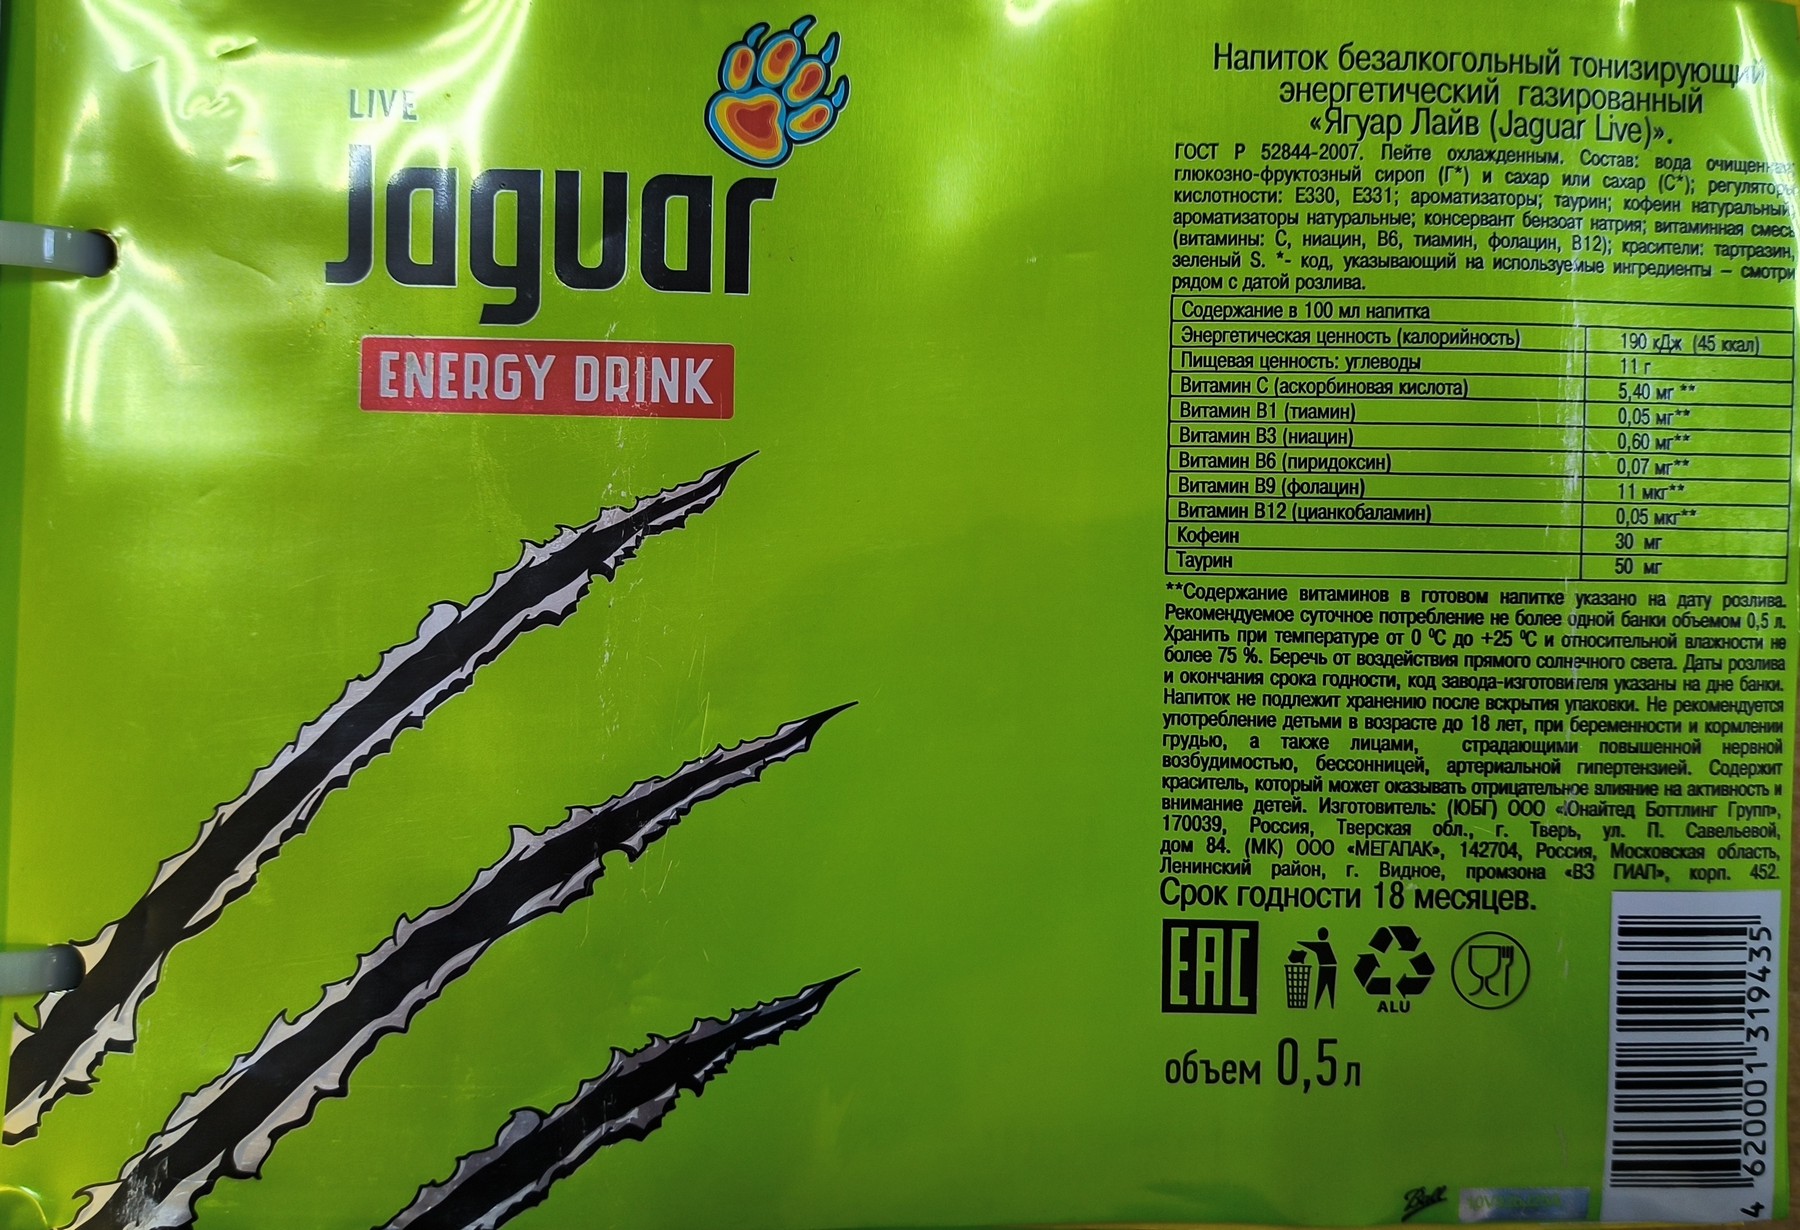 LIVE
Jaguar
ENERGY DRINK
Напиток безалкогольный тонизирующий
энергетический газированный
«Ягуар Лайв (Jaguar Live)».
ГОСТ Р 52844-2007. Пейте охлажденным. Состав: вода очищенная,
глюкозно-фруктозный сироп (Г*) и сахар или сахар (С*); регуляторы
кислотности: Е330, Е331; ароматизаторы; таурин; кофеин натуральный;
ароматизаторы натуральные; консервант бензоат натрия; витаминная смесь
(витамины: С, ниацин, В6, тиамин, фолацин, В12); красители: тартразин,
зеленый S. *- код, указывающий на используемые ингредиенты – смотри
рядом с датой розлива.
Содержание в 100 мл напитка
Энергетическая ценность (калорийность) 190 кДж (45 ккал)
Пищевая ценность: углеводы 11 г
Витамин С (аскорбиновая кислота) 5,40 мг **
Витамин В1 (тиамин) 0,05 мг**
Витамин В3 (ниацин) 0,60 мг**
Витамин В6 (пиридоксин) 0,07 мг**
Витамин В9 (фолацин) 11 мкг**
Витамин В12 (цианкобаламин) 0,05 мкг**
Кофеин 30 мг
Таурин 50 мг
**Содержание витаминов в готовом напитке указано на дату розлива.
Рекомендуемое суточное потребление не более одной банки объемом 0,5 л.
Хранить при температуре от 0 °С до +25 °С и относительной влажности не
более 75 %. Беречь от воздействия прямого солнечного света. Даты розлива
и окончания срока годности, код завода-изготовителя указаны на дне банки.
Напиток не подлежит хранению после вскрытия упаковки. Не рекомендуется
употребление детьми в возрасте до 18 лет, при беременности и кормлении
грудью, а также лицами, страдающими повышенной нервной
возбудимостью, бессонницей, артериальной гипертензией. Содержит
краситель, который может оказывать отрицательное влияние на активность и
внимание детей. Изготовитель: (ЮБГ) ООО «Юнайтед Боттлинг Групп»,
170039, Россия, Тверская обл., г. Тверь, ул. П. Савельевой,
дом 84. (МК) ООО «МЕГАПАК», 142704, Россия, Московская область,
Ленинский район, г. Видное, промзона «ВЗ ГИАП», корп. 452.
Срок годности 18 месяцев.
EAC
ALU
объем 0,5 л
4 620001 319435
Ball